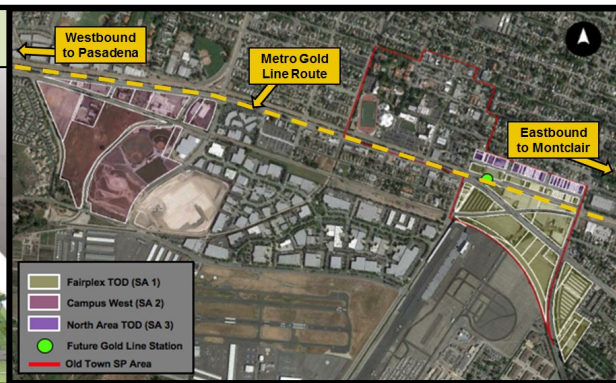 Westbound
to Pasadena
Metro Gold
Line Route
Eastbound
to Montclair
Fairplex TOD (SA 1)
Campus West (SA 2)
North Area TOD (SA 3)
Future Gold Line Station
Old Town SP Area